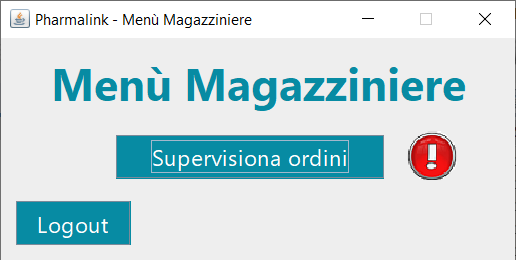 Pharmalink - Menù Magazziniere
Menù Magazziniere
Supervisiona ordini
Logout